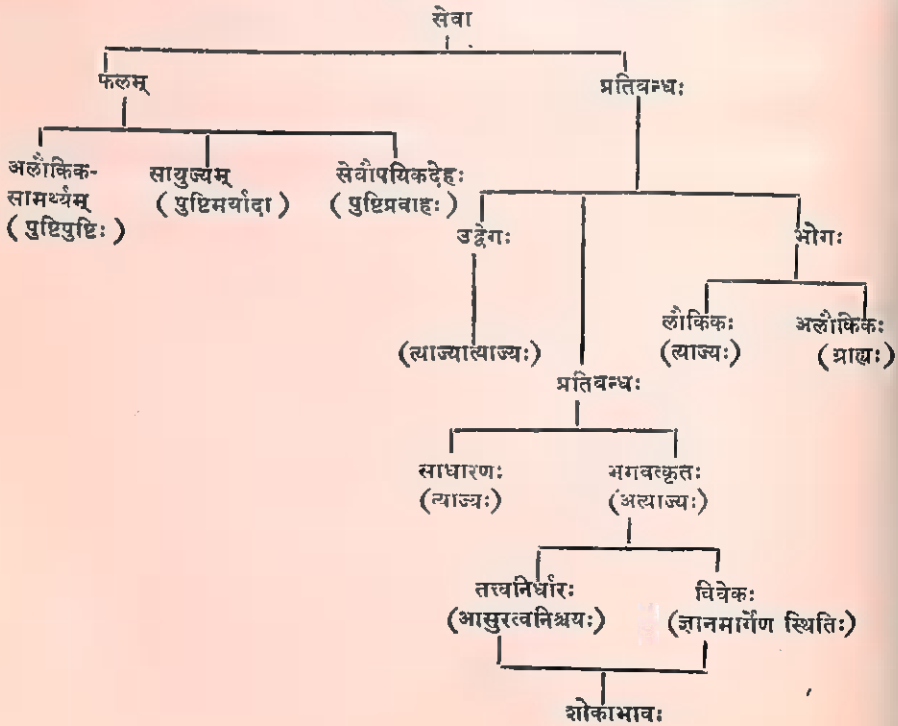 सेवा
फलम्
प्रतिबन्धः
अलौकिक-
सामर्थ्यम्
(पुष्टिपुष्टिः)
सायुज्यम्
(पुष्टिमर्यादा)
सेवौपयिकदेहः
(पुष्टिप्रवाहः)
उद्वेगः
(त्याज्यात्याज्यः)
भोगः
लौकिकः
(त्याज्यः)
अलौकिकः
(ग्राह्यः)
प्रतिबन्धः
साधारणः
(त्याज्यः)
भगवत्कृतः
(अत्याज्यः)
तत्त्वनिर्धारः
(आसुरत्वनिश्चयः)
विवेकः
(ज्ञानमार्गेण स्थितिः)
शोकाभावः